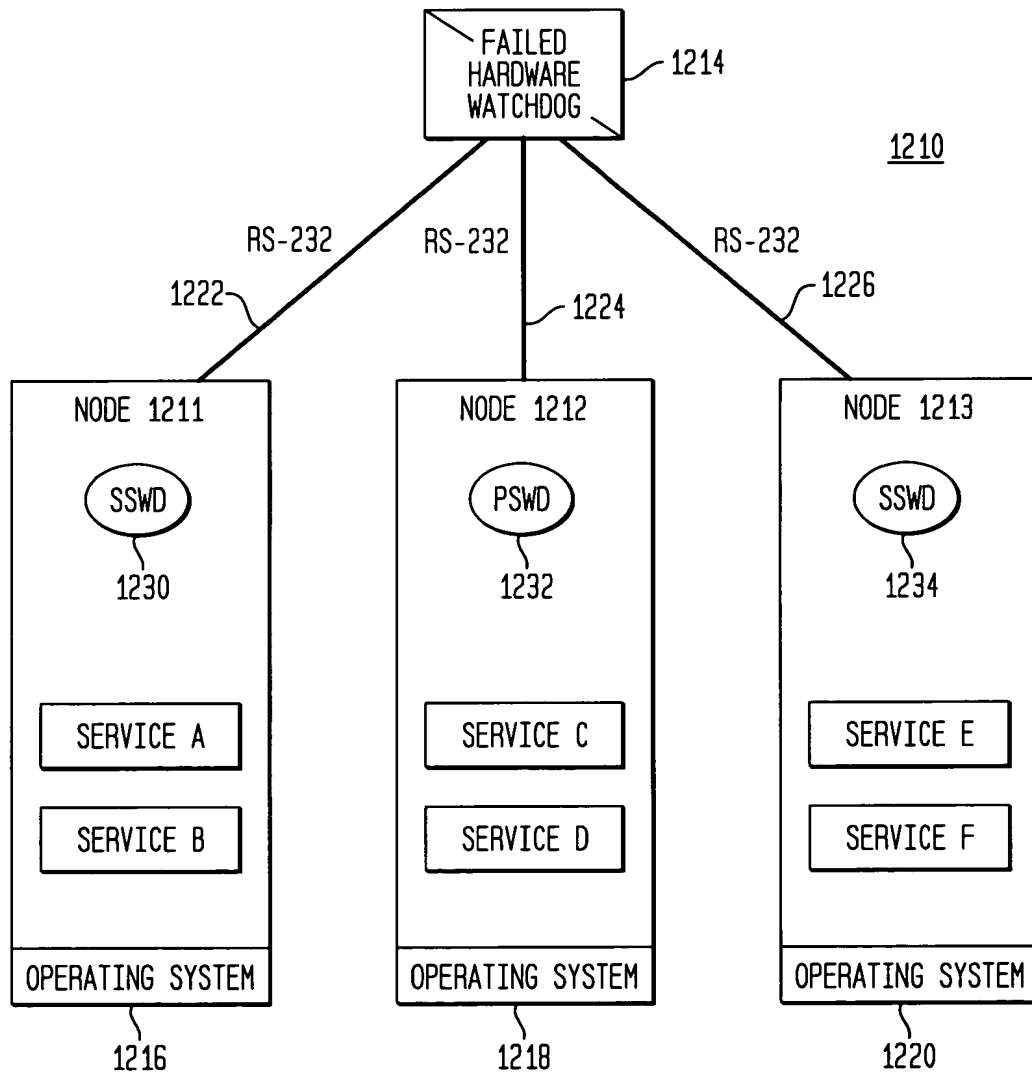 FAILED
HARDWARE
WATCHDOG
1214
1210
RS-232
RS-232
RS-232
1222
1224
1226
NODE 1211
NODE 1212
NODE 1213
SSWD
PSWD
SSWD
1230
1232
1234
SERVICE A
SERVICE C
SERVICE E
SERVICE B
SERVICE D
SERVICE F
OPERATING SYSTEM
OPERATING SYSTEM
OPERATING SYSTEM
1216
1218
1220